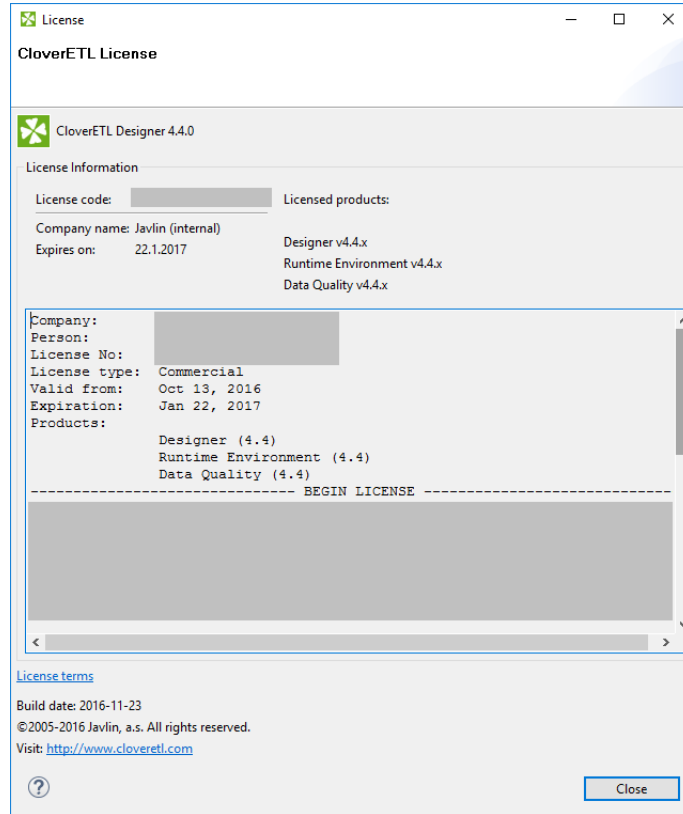 License
CloverETL License
CloverETL Designer 4.4.0
License Information
License code:
Company name: Javlin (internal)
Expires on: 22.1.2017
Licensed products:
Designer v4.4.x
Runtime Environment v4.4.x
Data Quality v4.4.x
Company:
Person:
License No:
License type: Commercial
Valid from: Oct 13, 2016
Expiration: Jan 22, 2017
Products:
Designer (4.4)
Runtime Environment (4.4)
Data Quality (4.4)
------------------------------- BEGIN LICENSE -----------------------------
License terms
Build date: 2016-11-23
©2005-2016 Javlin, a.s. All rights reserved.
Visit: http://www.cloveretl.com
Close